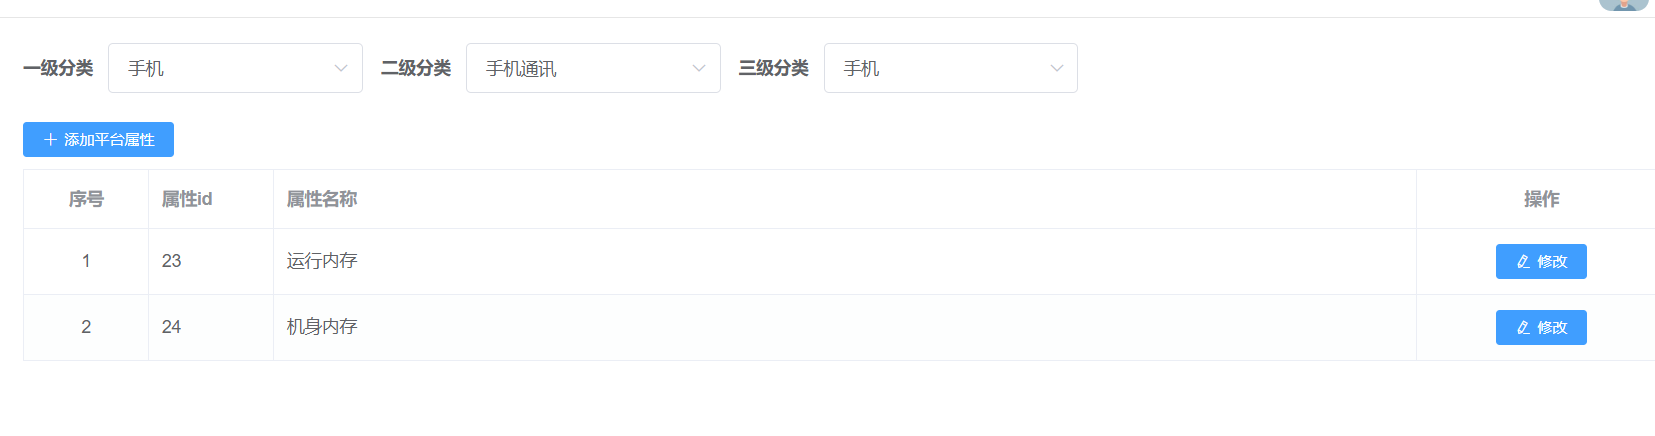 一级分类 手机 二级分类 手机通讯 三级分类 手机
添加平台属性
序号 属性id 属性名称 操作
1 23 运行内存 修改
2 24 机身内存 修改